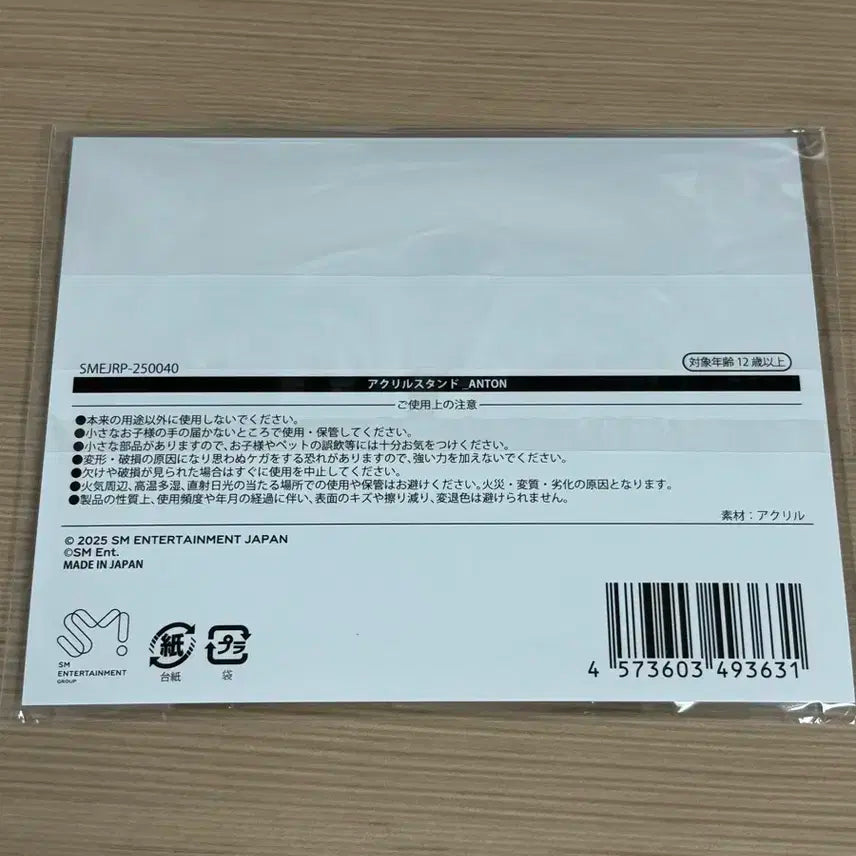 SMEJRP-250040
対象年齢12歳以上
アクリルスタンド_ANTON
ご使用上の注意
●本来の用途以外に使用しないでください。
●小さなお子様の手の届かないところで使用・保管してください。
●小さな部品がありますので、お子様やペットの誤飲等には十分お気をつけください。
●変形・破損の原因になり思わぬケガをする恐れがありますので、強い力を加えないでください。
●欠けや破損が見られた場合はすぐに使用を中止してください。
●火気周辺、高温多湿、直射日光の当たる場所での使用や保管はお避けください。火災・変質・劣化の原因となります。
●製品の性質上、使用頻度や年月の経過に伴い、表面のキズや擦り減り、変退色は避けられません。
素材：アクリル
© 2025 SM ENTERTAINMENT JAPAN
©SM Ent.
MADE IN JAPAN
SM!
SM
ENTERTAINMENT
GROUP
紙
台紙
プラ
袋
4 573603 493631